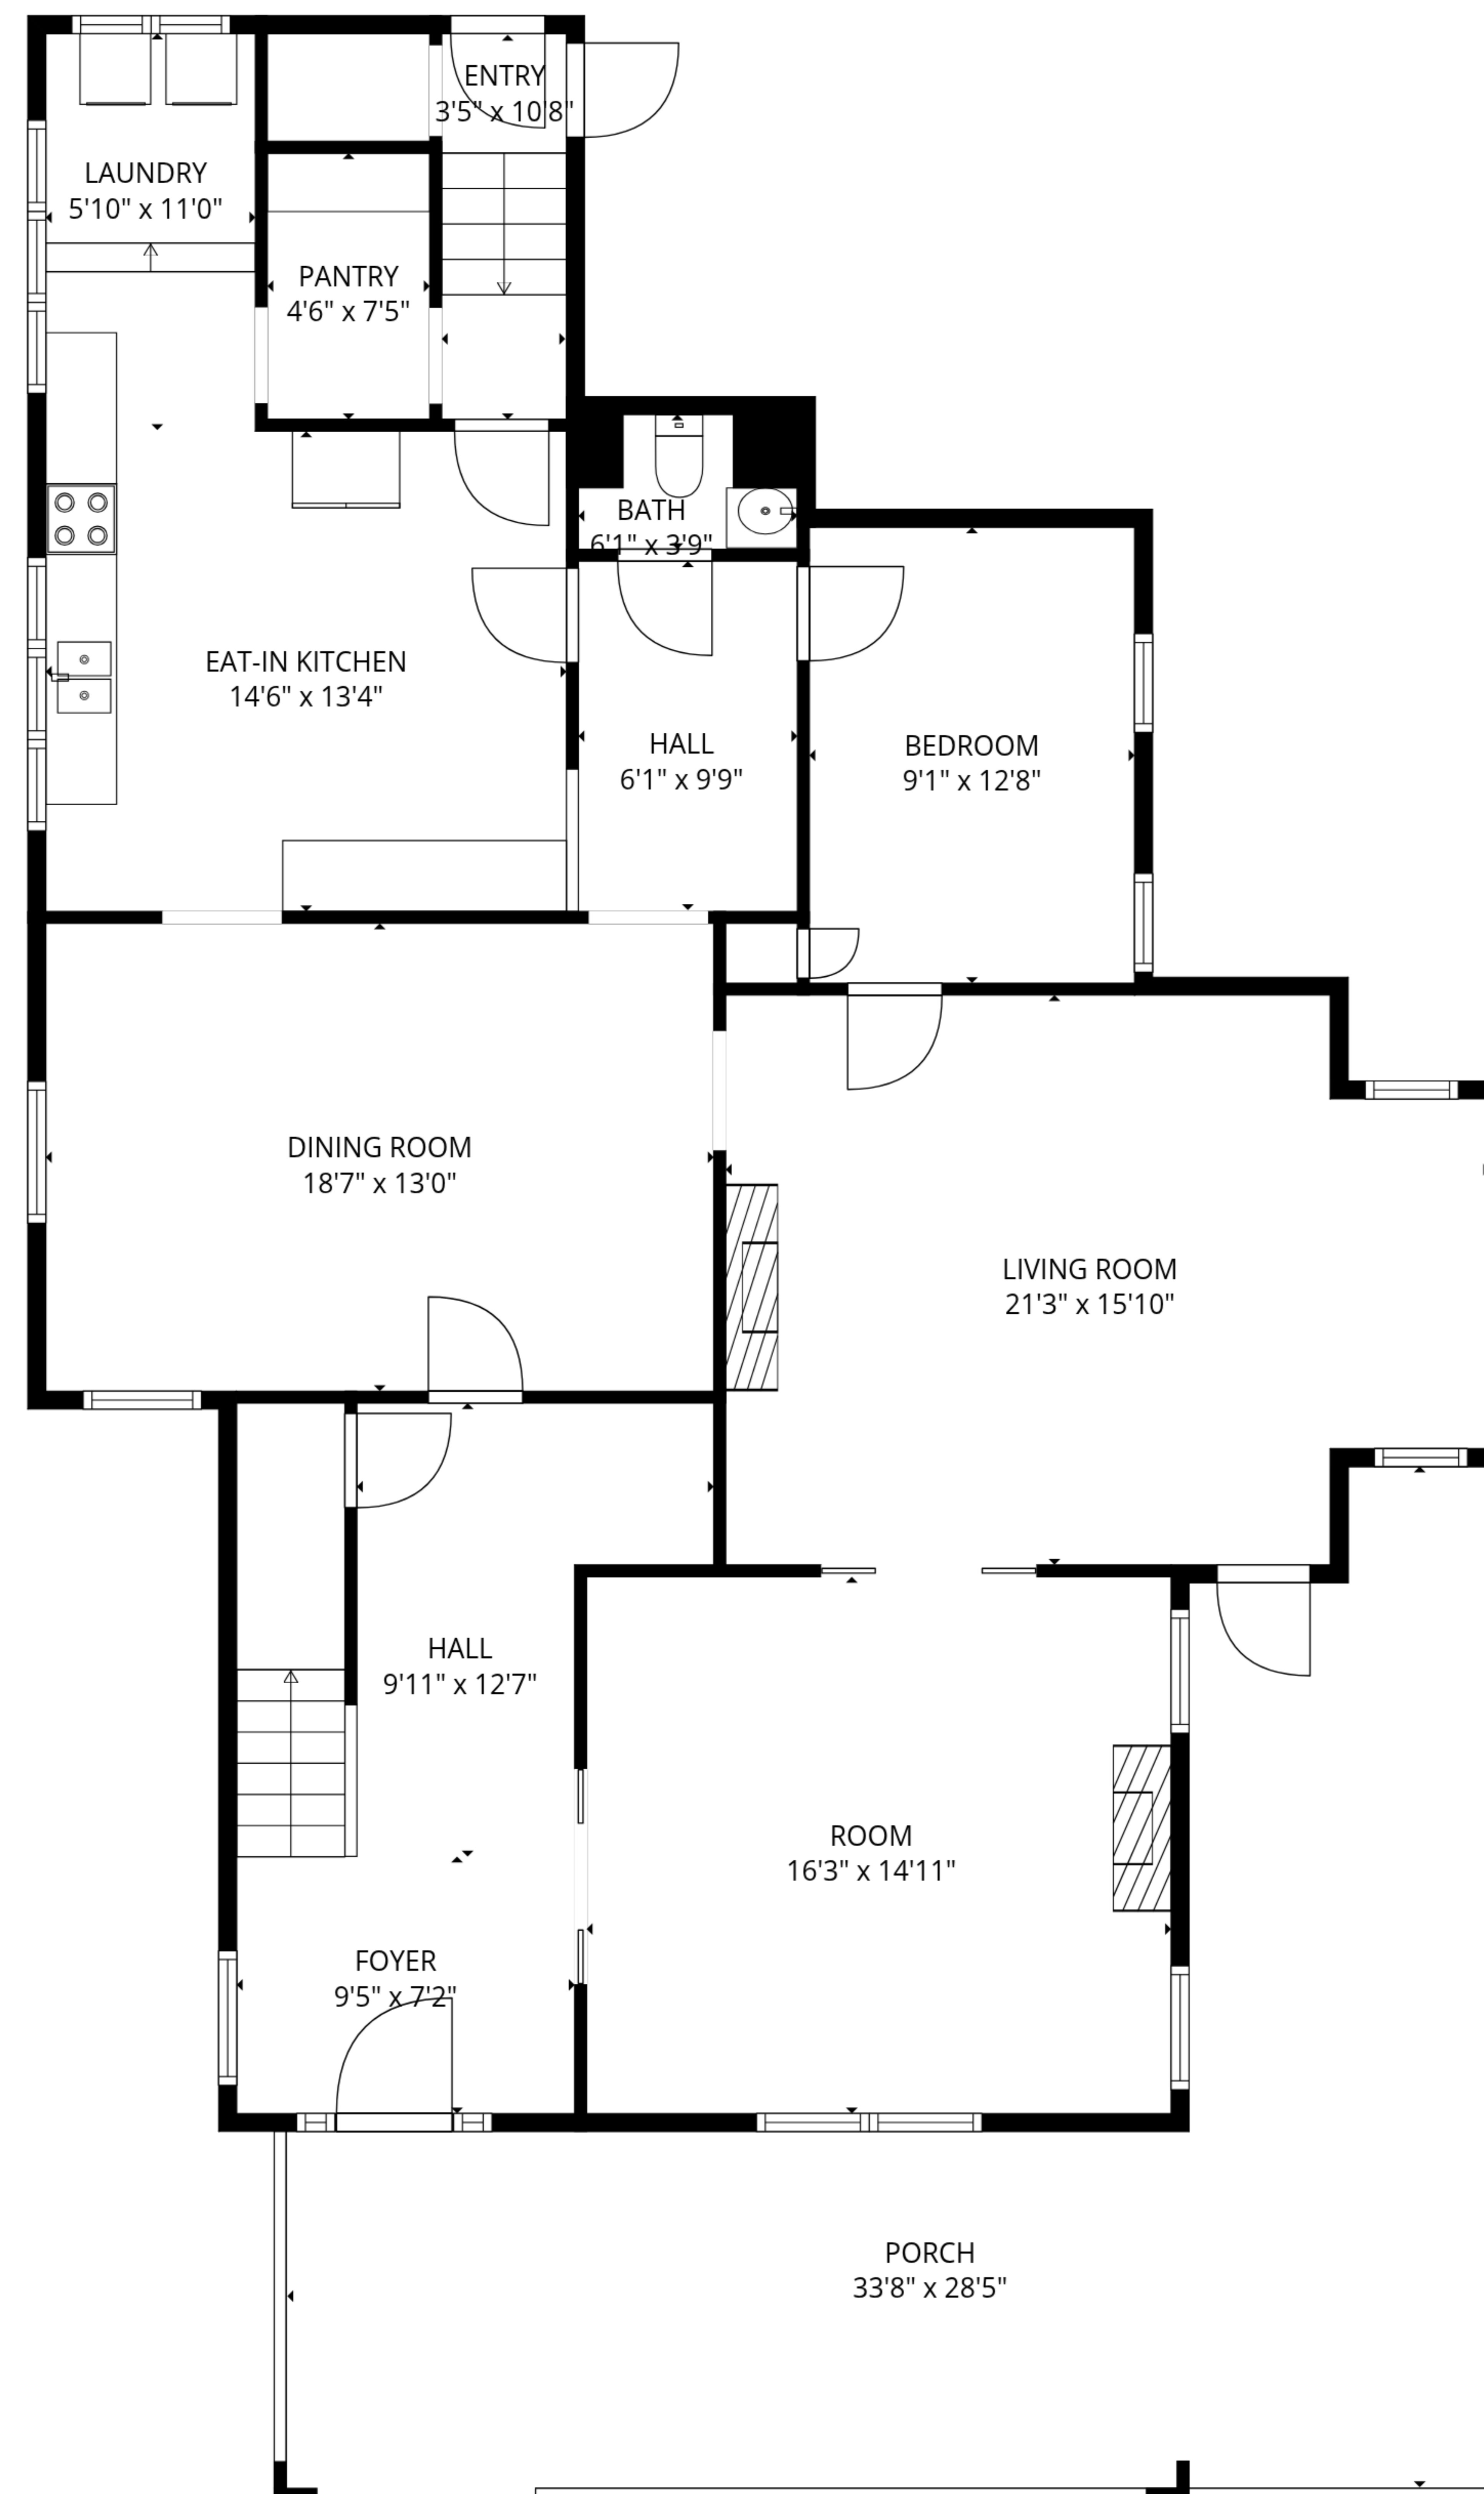 ENTRY
3'5" x 10'8"
LAUNDRY
5'10" x 11'0"
PANTRY
4'6" x 7'5"
BATH
6'1" x 3'9"
EAT-IN KITCHEN
14'6" x 13'4"
HALL
6'1" x 9'9"
BEDROOM
9'1" x 12'8"
DINING ROOM
18'7" x 13'0"
LIVING ROOM
21'3" x 15'10"
HALL
9'11" x 12'7"
ROOM
16'3" x 14'11"
FOYER
9'5" x 7'2"
PORCH
33'8" x 28'5"